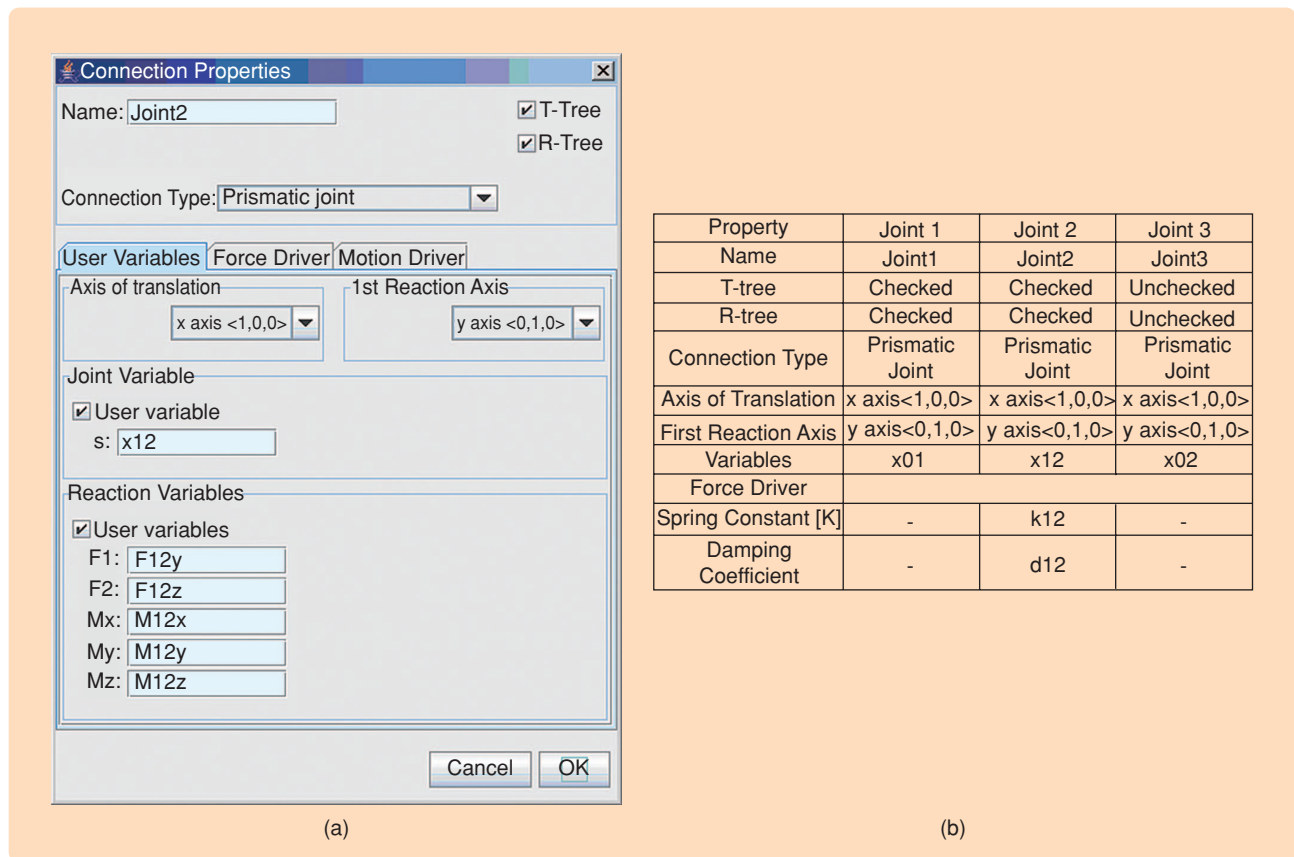 Connection Properties
Name: Joint2
T-Tree
R-Tree
Connection Type: Prismatic joint
User Variables Force Driver Motion Driver
Axis of translation 1st Reaction Axis
x axis <1,0,0> y axis <0,1,0>
Joint Variable
User variable
s: x12
Reaction Variables
User variables
F1: F12y
F2: F12z
Mx: M12x
My: M12y
Mz: M12z
Cancel OK
(a)
Property Joint 1 Joint 2 Joint 3
Name Joint1 Joint2 Joint3
T-tree Checked Checked Unchecked
R-tree Checked Checked Unchecked
Connection Type Prismatic Joint Prismatic Joint Prismatic Joint
Axis of Translation x axis<1,0,0> x axis<1,0,0> x axis<1,0,0>
First Reaction Axis y axis<0,1,0> y axis<0,1,0> y axis<0,1,0>
Variables x01 x12 x02
Force Driver
Spring Constant [K] - k12 -
Damping Coefficient - d12 -
(b)